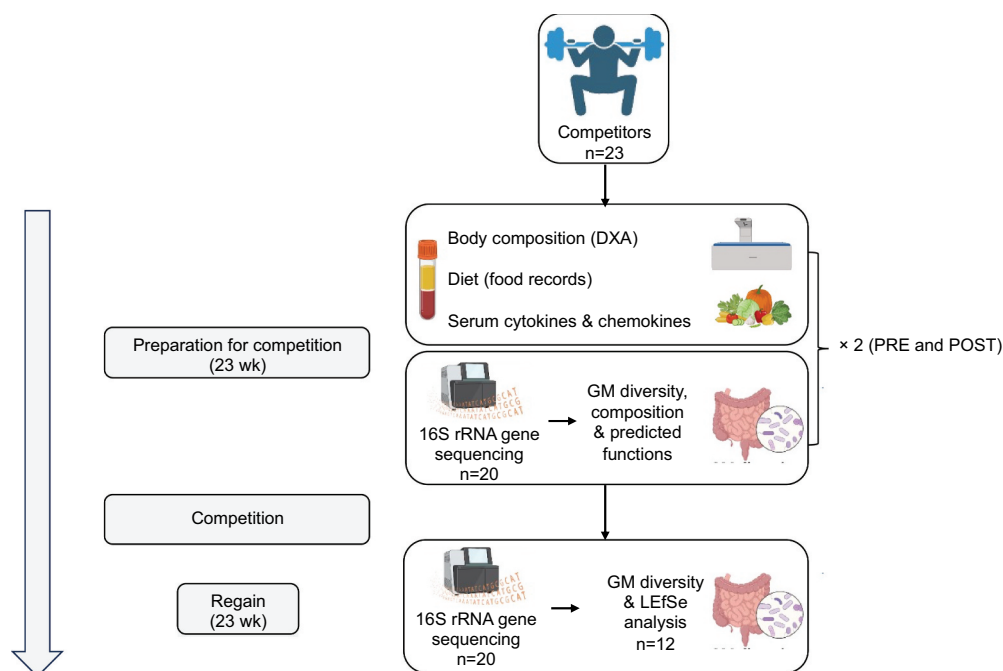 Competitors
n=23
Body composition (DXA)
Diet (food records)
Serum cytokines & chemokines
× 2 (PRE and POST)
Preparation for competition
(23 wk)
16S rRNA gene
sequencing
n=20
GM diversity,
composition
& predicted
functions
Competition
Regain
(23 wk)
16S rRNA gene
sequencing
n=20
GM diversity
& LEfSe
analysis
n=12